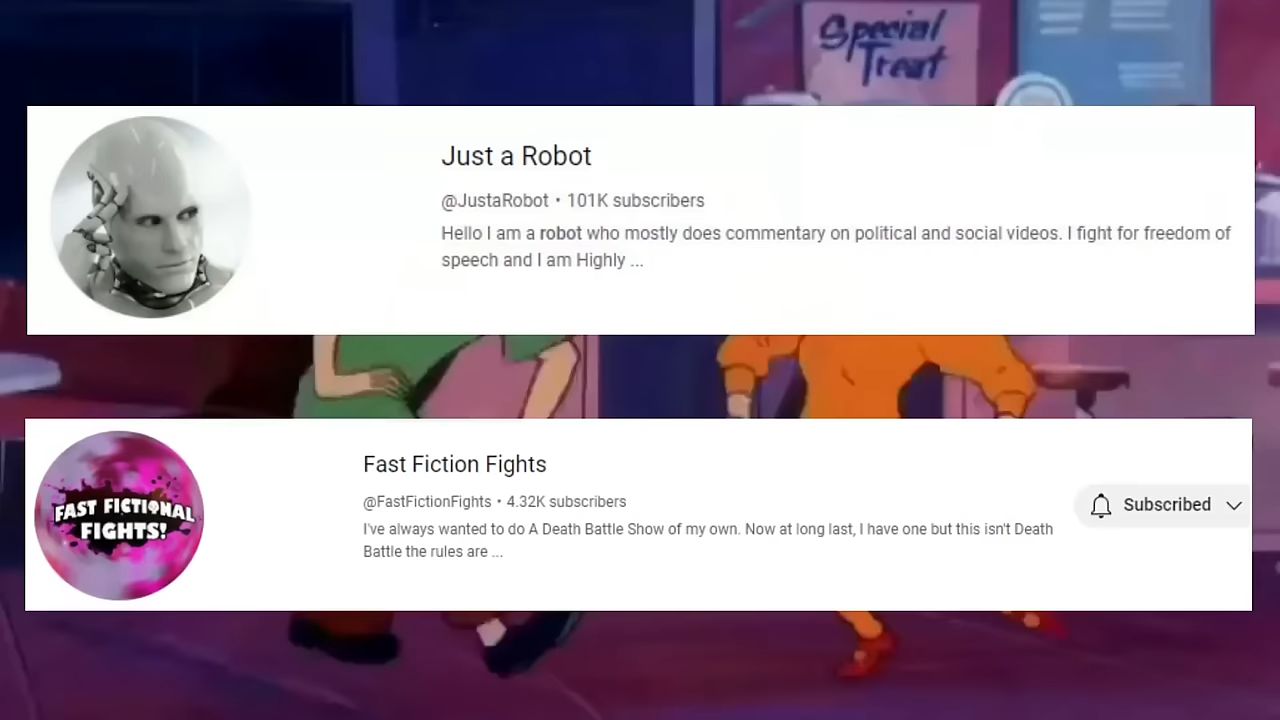 Special
Treat
Just a Robot
@JustaRobot • 101K subscribers
Hello I am a robot who mostly does commentary on political and social videos. I fight for freedom of
speech and I am Highly ...
FAST FICTIONAL
FIGHTS!
Fast Fiction Fights
@FastFictionFights • 4.32K subscribers
I've always wanted to do A Death Battle Show of my own. Now at long last, I have one but this isn't Death
Battle the rules are ...
Subscribed